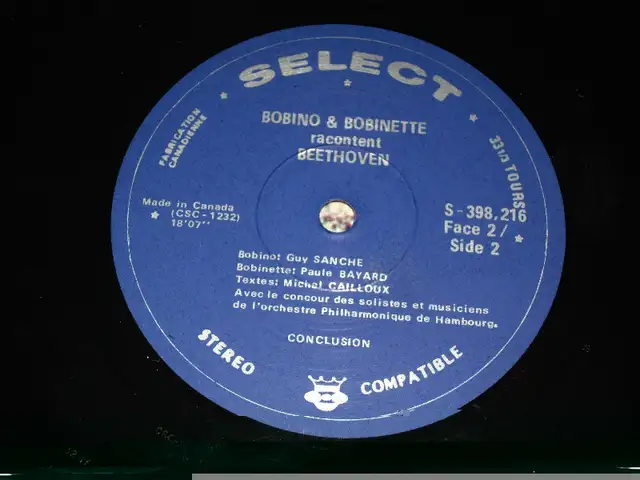 SELECT
BOBINO & BOBINETTE
racontent
BEETHOVEN
FABRICATION
CANADIENNE
33 1/3 TOURS
Made in Canada
(CSC-1232)
18'07''
S-398.216
Face 2 /
Side 2
Bobino: Guy SANCHE
Bobinette: Paule BAYARD
Textes: Michel CAILLOUX
Avec le concour des solistes et musiciens
de l'orchestre Philharmonique de Hambourg.
CONCLUSION
STEREO
COMPATIBLE